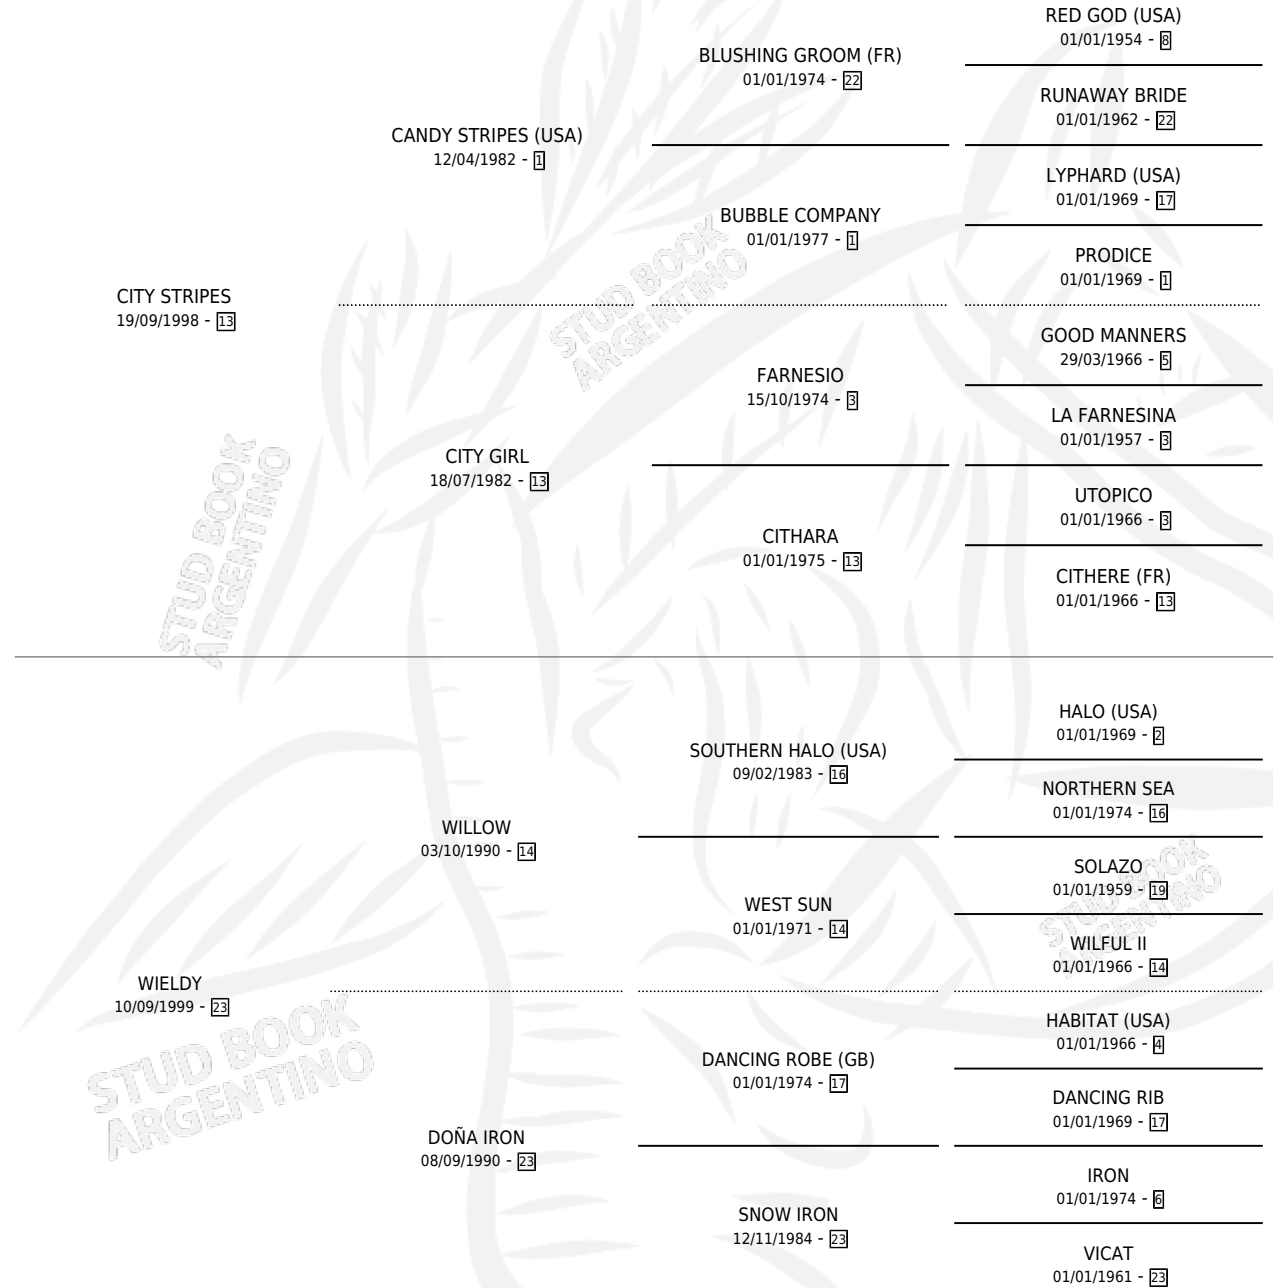 RED GOD (USA)
01/01/1954 - 8
BLUSHING GROOM (FR)
01/01/1974 - 22
RUNAWAY BRIDE
01/01/1962 - 22
CANDY STRIPES (USA)
12/04/1982 - 1
LYPHARD (USA)
01/01/1969 - 17
BUBBLE COMPANY
01/01/1977 - 1
PRODICE
01/01/1969 - 1
CITY STRIPES
19/09/1998 - 13
GOOD MANNERS
29/03/1966 - 5
FARNESIO
15/10/1974 - 3
LA FARNESINA
01/01/1957 - 3
CITY GIRL
18/07/1982 - 13
UTOPICO
01/01/1966 - 3
CITHARA
01/01/1975 - 13
CITHERE (FR)
01/01/1966 - 13
HALO (USA)
01/01/1969 - 2
SOUTHERN HALO (USA)
09/02/1983 - 16
NORTHERN SEA
01/01/1974 - 16
WILLOW
03/10/1990 - 14
SOLAZO
01/01/1959 - 19
WEST SUN
01/01/1971 - 14
WILFUL II
01/01/1966 - 14
WIELDY
10/09/1999 - 23
HABITAT (USA)
01/01/1966 - 4
DANCING ROBE (GB)
01/01/1974 - 17
DANCING RIB
01/01/1969 - 17
DOÑA IRON
08/09/1990 - 23
IRON
01/01/1974 - 6
SNOW IRON
12/11/1984 - 23
VICAT
01/01/1961 - 23
STUD BOOK
ARGENTINO
STUD BOOK
ARGENTINO
STUD BOOK
ARGENTINO
STUD BOOK
ARGENTINO